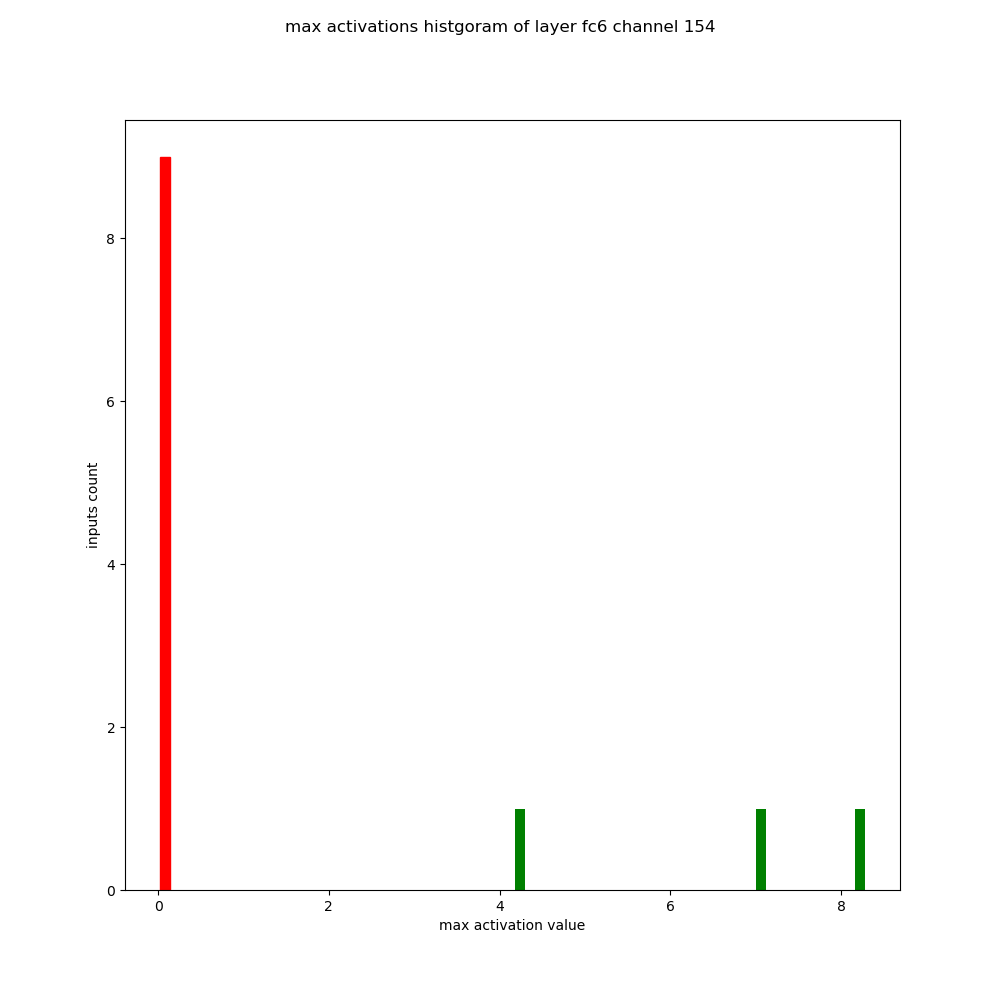 max activations histgoram of layer fc6 channel 154
8
6
4
2
0
inputs count
0 2 4 6 8
max activation value